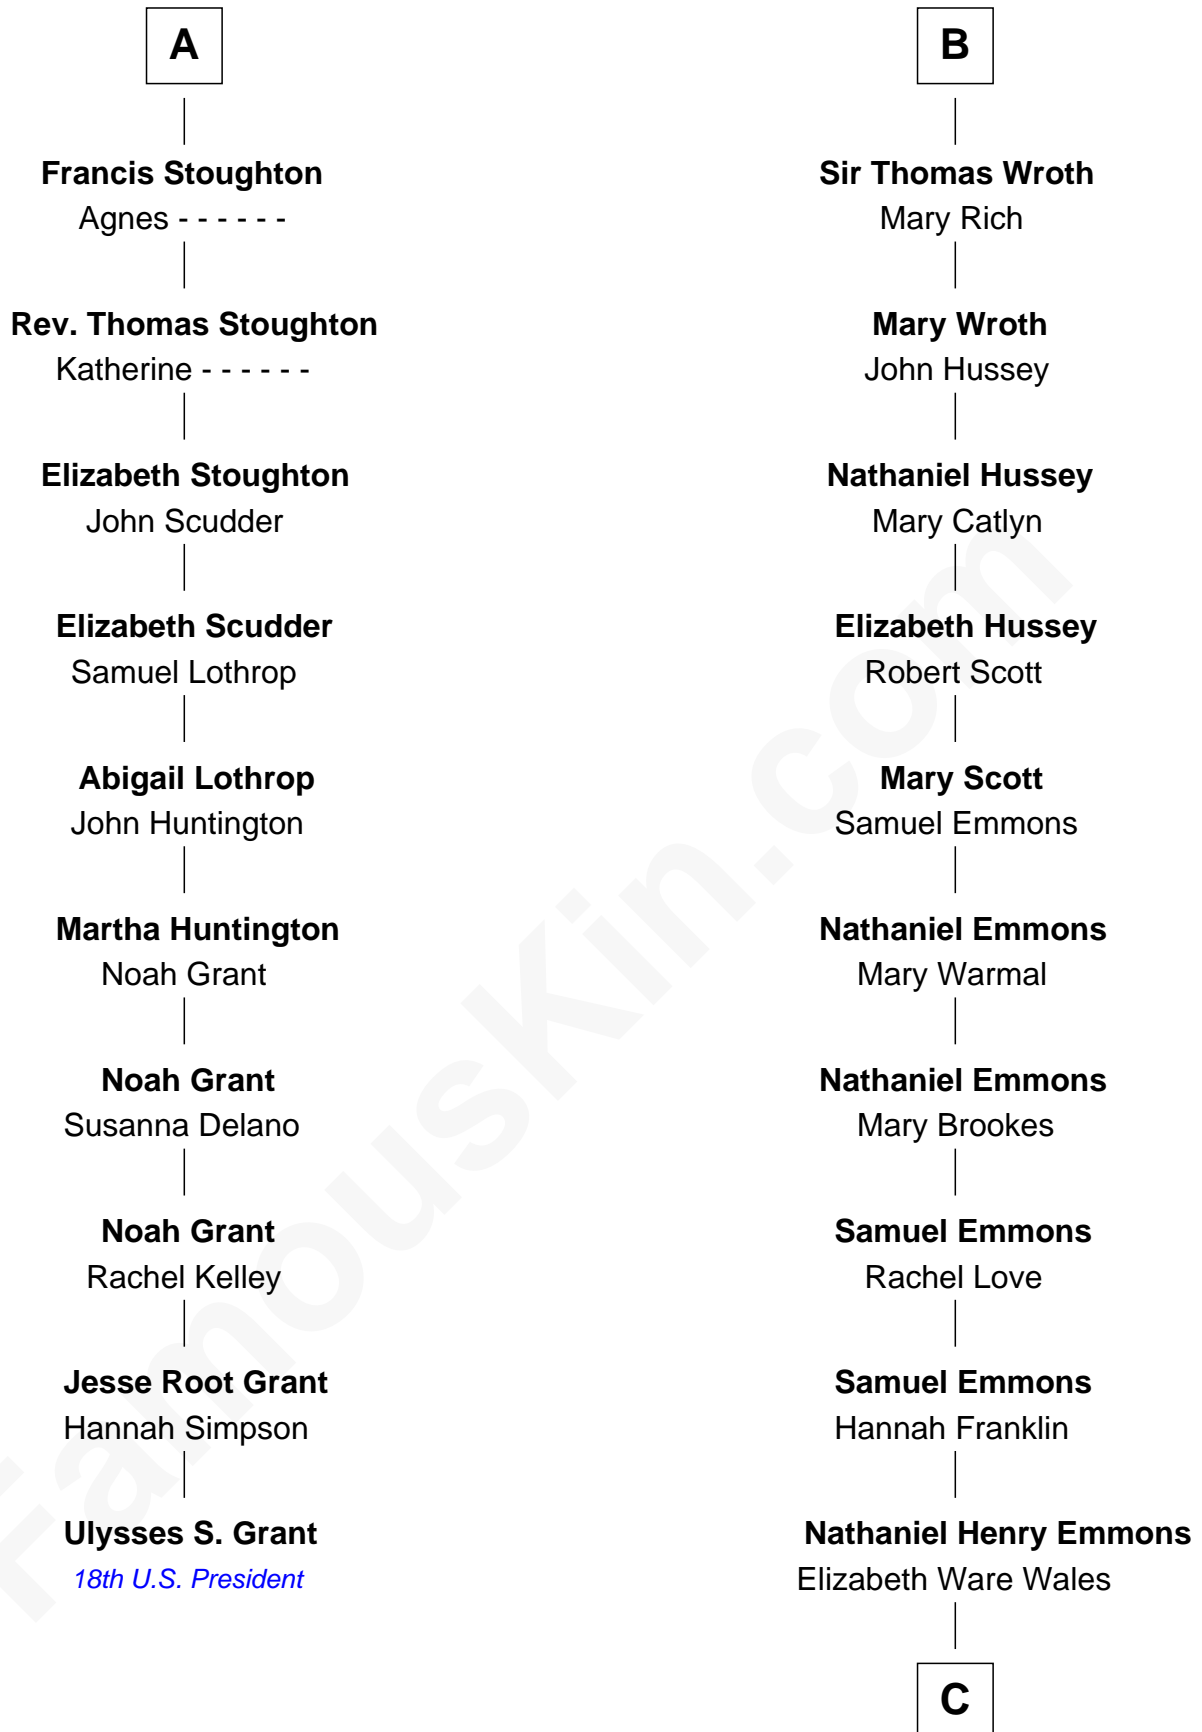 A
Francis Stoughton
Agnes - - - - - -
Rev. Thomas Stoughton
Katherine - - - - - -
Elizabeth Stoughton
John Scudder
Elizabeth Scudder
Samuel Lothrop
Abigail Lothrop
John Huntington
Martha Huntington
Noah Grant
Noah Grant
Susanna Delano
Noah Grant
Rachel Kelley
Jesse Root Grant
Hannah Simpson
Ulysses S. Grant
18th U.S. President
B
Sir Thomas Wroth
Mary Rich
Mary Wroth
John Hussey
Nathaniel Hussey
Mary Catlyn
Elizabeth Hussey
Robert Scott
Mary Scott
Samuel Emmons
Nathaniel Emmons
Mary Warmal
Nathaniel Emmons
Mary Brookes
Samuel Emmons
Rachel Love
Samuel Emmons
Hannah Franklin
Nathaniel Henry Emmons
Elizabeth Ware Wales
C
FamousKin.com